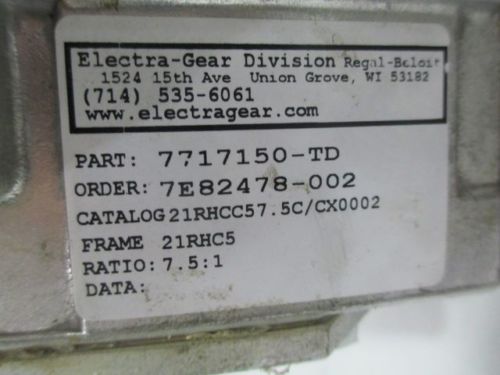 Electra-Gear Division Regal-Beloit
1524 15th Ave Union Grove, WI 53182
(714) 535-6061
www.electragear.com
PART: 7717150-TD
ORDER: 7E82478-002
CATALOG 21RHCC57.5C/CX0002
FRAME 21RHC5
RATIO: 7.5:1
DATA: